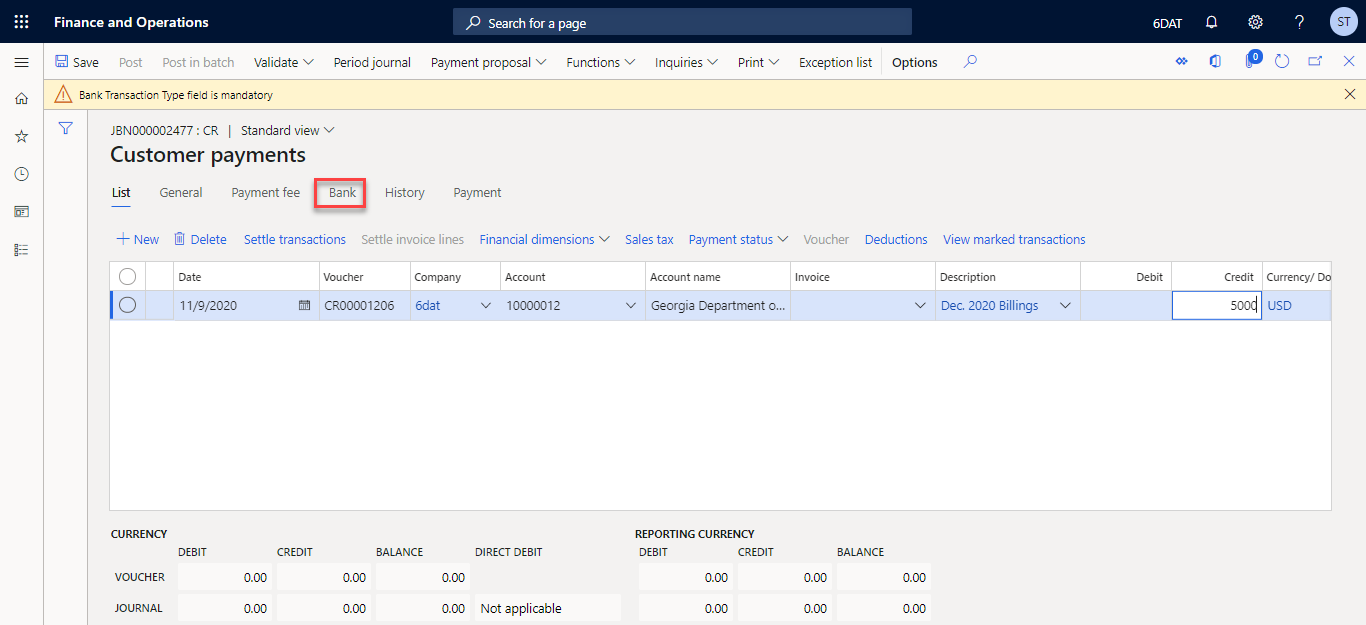 Finance and Operations Search for a page 6DAT ? ST
Save Post Post in batch Validate Period journal Payment proposal Functions Inquiries Print Exception list Options 0
Bank Transaction Type field is mandatory
JBN000002477 : CR | Standard view
Customer payments
List General Payment fee Bank History Payment
New Delete Settle transactions Settle invoice lines Financial dimensions Sales tax Payment status Voucher Deductions View marked transactions
Date Voucher Company Account Account name Invoice Description Debit Credit Currency/ Do
11/9/2020 CR00001206 6dat 10000012 Georgia Department o... Dec. 2020 Billings 5000 USD
CURRENCY REPORTING CURRENCY
DEBIT CREDIT BALANCE DIRECT DEBIT DEBIT CREDIT BALANCE
VOUCHER 0.00 0.00 0.00 0.00 0.00 0.00
JOURNAL 0.00 0.00 0.00 Not applicable 0.00 0.00 0.00